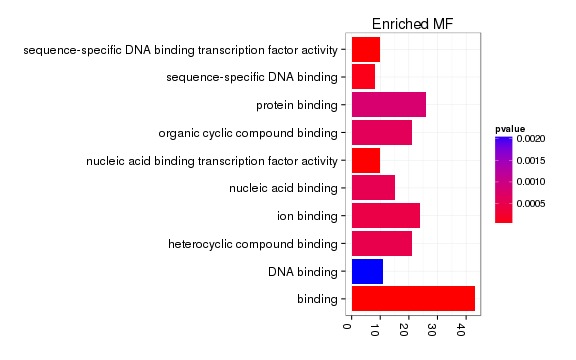 Enriched MF
sequence-specific DNA binding transcription factor activity
sequence-specific DNA binding
protein binding
organic cyclic compound binding
nucleic acid binding transcription factor activity
nucleic acid binding
ion binding
heterocyclic compound binding
DNA binding
binding
0 10 20 30 40
pvalue
0.0020
0.0015
0.0010
0.0005